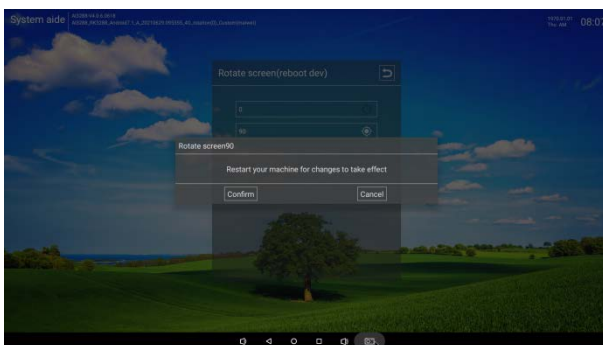 System aide
08:07
Rotate screen(reboot dev)
0
90
Rotate screen90
Restart your machine for changes to take effect
Confirm
Cancel